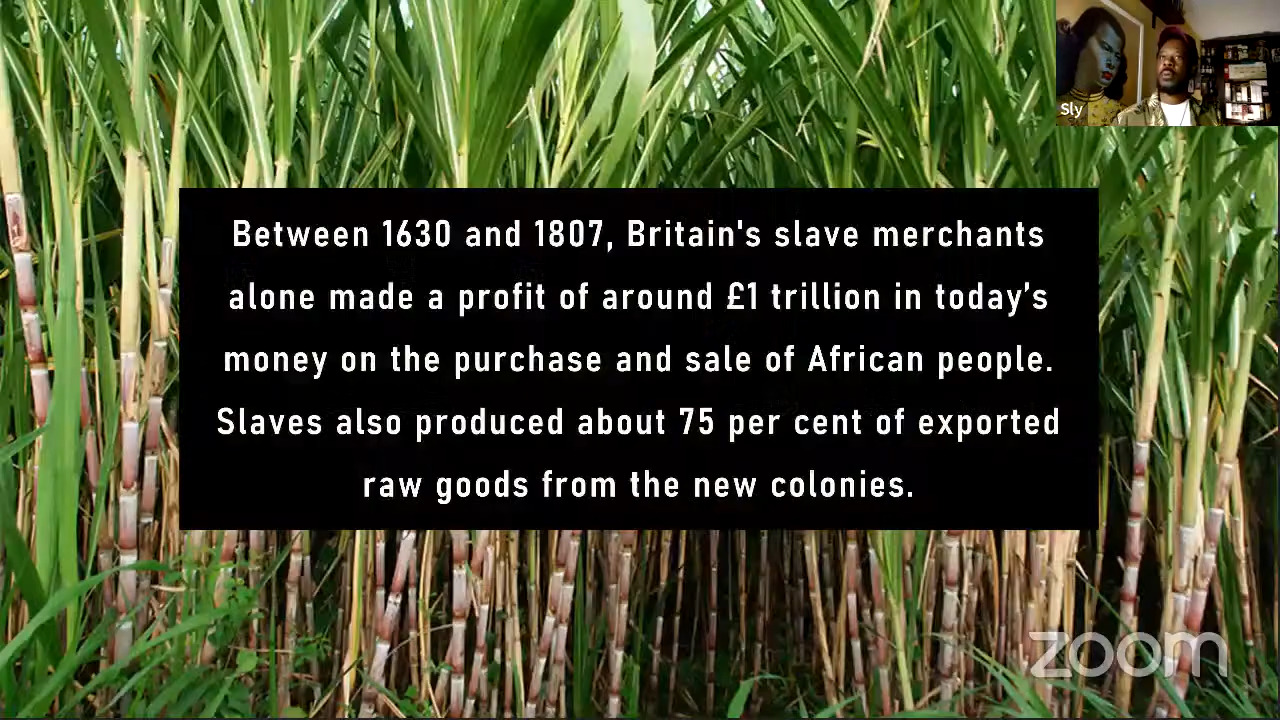 Sly
Between 1630 and 1807, Britain's slave merchants
alone made a profit of around £1 trillion in today’s
money on the purchase and sale of African people.
Slaves also produced about 75 per cent of exported
raw goods from the new colonies.
zoom